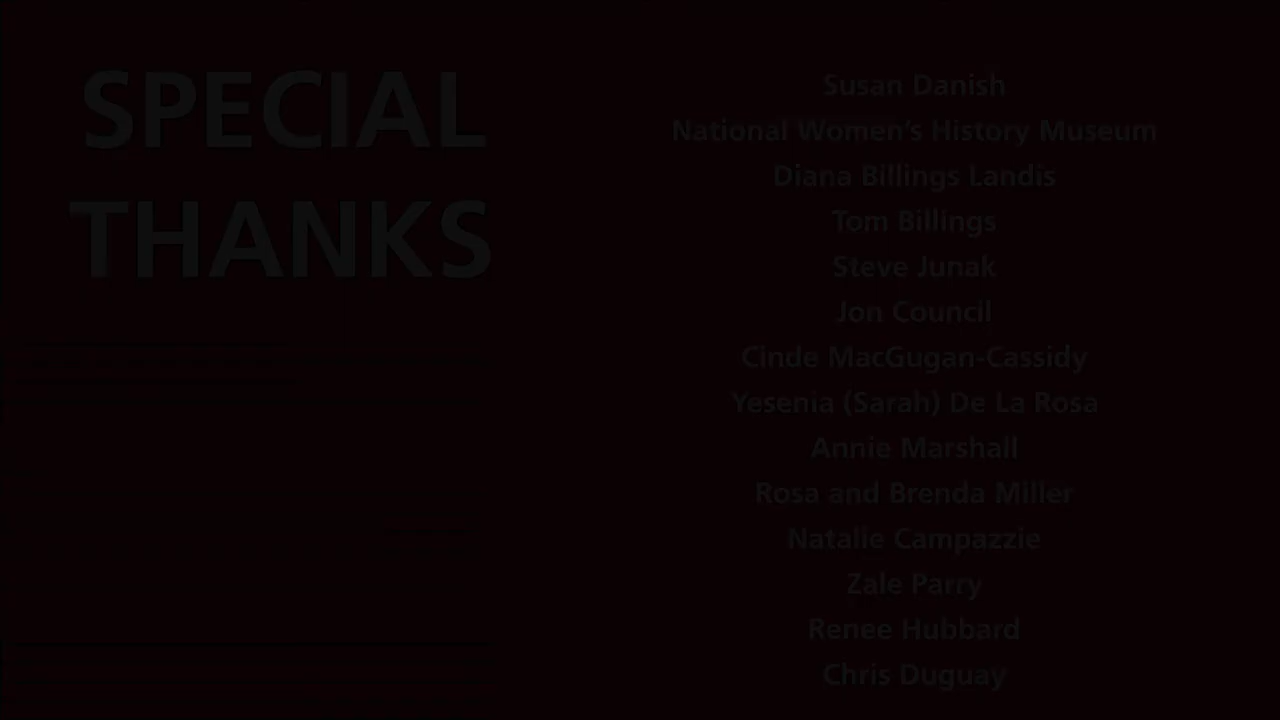 SPECIAL
THANKS
Susan Danish
National Women's History Museum
Diana Billings Landis
Tom Billings
Steve Junak
Jon Council
Cinde MacGugan-Cassidy
Yesenia (Sarah) De La Rosa
Annie Marshall
Rosa and Brenda Miller
Natalie Campazzie
Zale Parry
Renee Hubbard
Chris Duguay